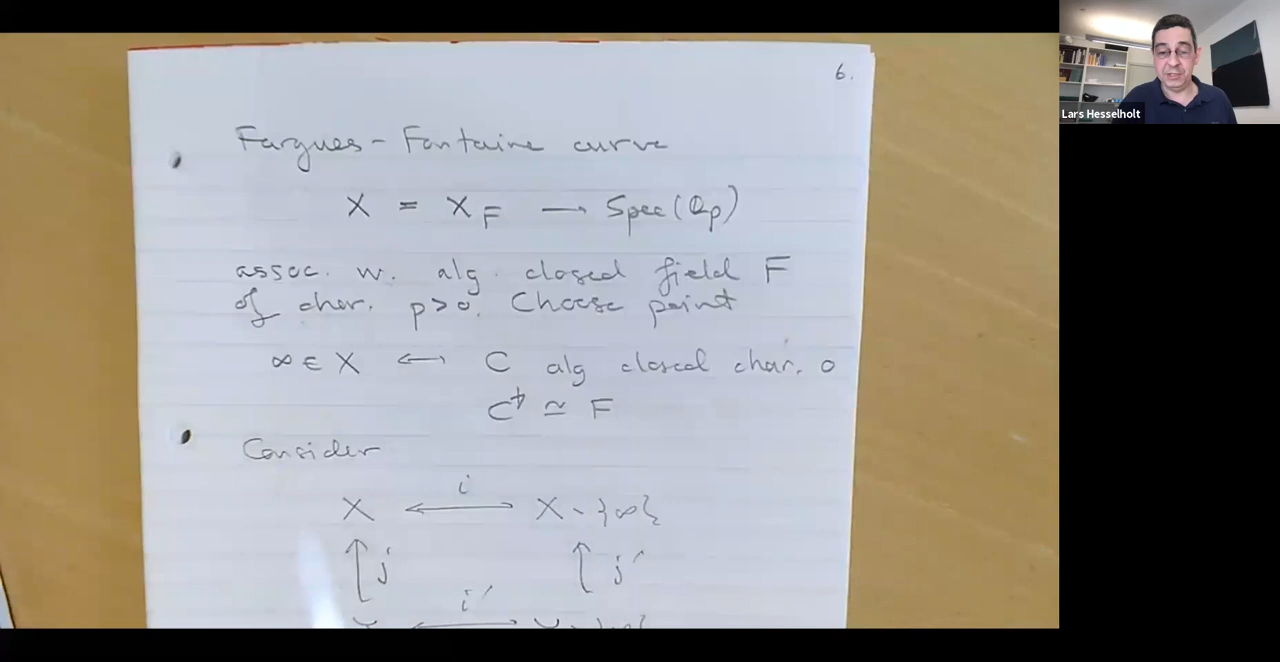 6.
Fargues-Fontaine curve
X = X_F → Spec(Q_p)
assoc. w. alg. closed field F
of char. p>0. Choose point
∞ ∈ X ↔ C alg closed char. 0
C^♭ ≃ F
Consider
X ↩ i X ∖ {∞}
↑ j ↑ j′
i′
Lars Hesselholt